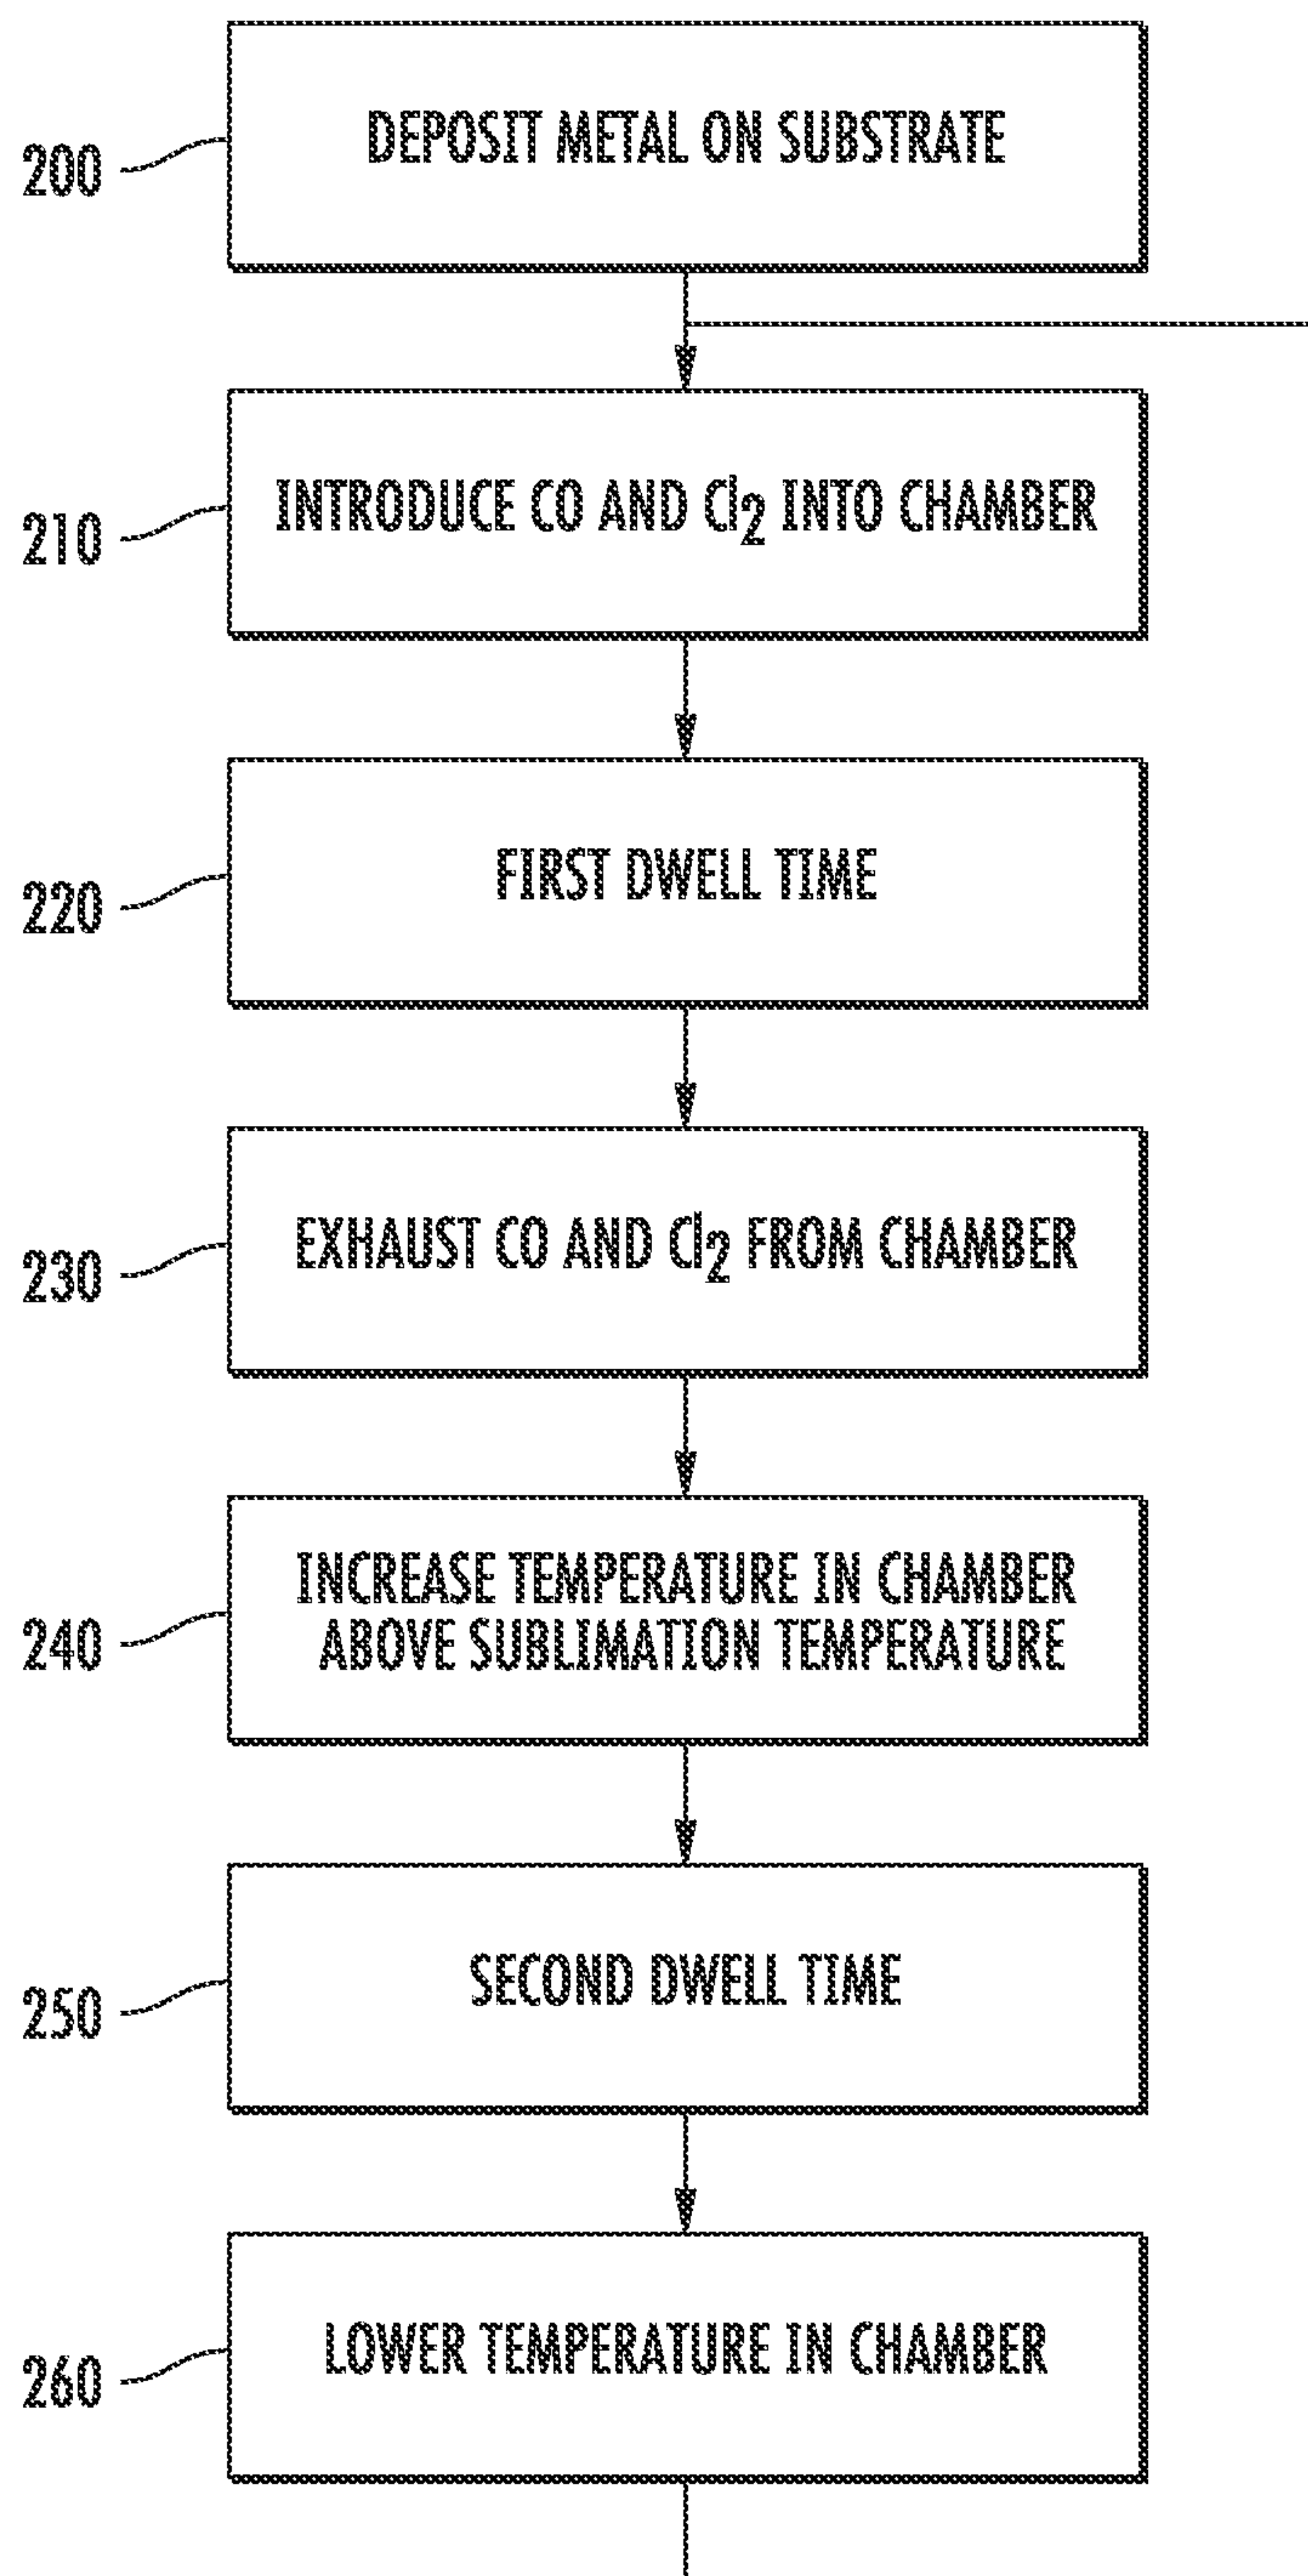 200
DEPOSIT METAL ON SUBSTRATE
210
INTRODUCE CO AND Cl2 INTO CHAMBER
220
FIRST DWELL TIME
230
EXHAUST CO AND Cl2 FROM CHAMBER
240
INCREASE TEMPERATURE IN CHAMBER
ABOVE SUBLIMATION TEMPERATURE
250
SECOND DWELL TIME
260
LOWER TEMPERATURE IN CHAMBER